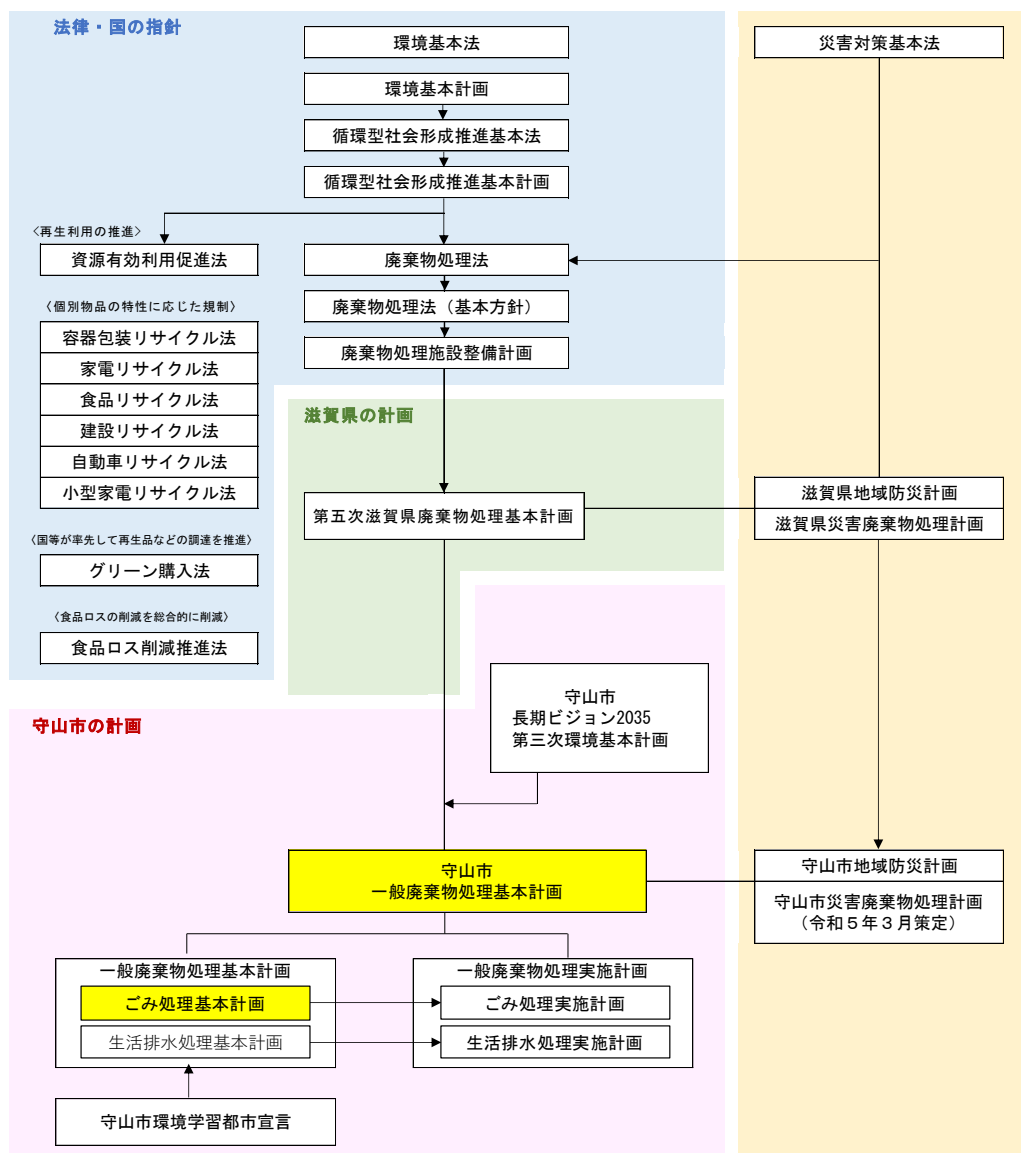 法律・国の指針
環境基本法
災害対策基本法
環境基本計画
循環型社会形成推進基本法
循環型社会形成推進基本計画
〈再生利用の推進〉
資源有効利用促進法
廃棄物処理法
〈個別物品の特性に応じた規制〉
廃棄物処理法（基本方針）
容器包装リサイクル法
廃棄物処理施設整備計画
家電リサイクル法
食品リサイクル法
建設リサイクル法
自動車リサイクル法
小型家電リサイクル法
滋賀県の計画
第五次滋賀県廃棄物処理基本計画
滋賀県地域防災計画
滋賀県災害廃棄物処理計画
〈国等が率先して再生品などの調達を推進〉
グリーン購入法
〈食品ロスの削減を総合的に削減〉
食品ロス削減推進法
守山市の計画
守山市
長期ビジョン2035
第三次環境基本計画
守山市
一般廃棄物処理基本計画
守山市地域防災計画
守山市災害廃棄物処理計画
（令和５年３月策定）
一般廃棄物処理基本計画
ごみ処理基本計画
生活排水処理基本計画
一般廃棄物処理実施計画
ごみ処理実施計画
生活排水処理実施計画
守山市環境学習都市宣言